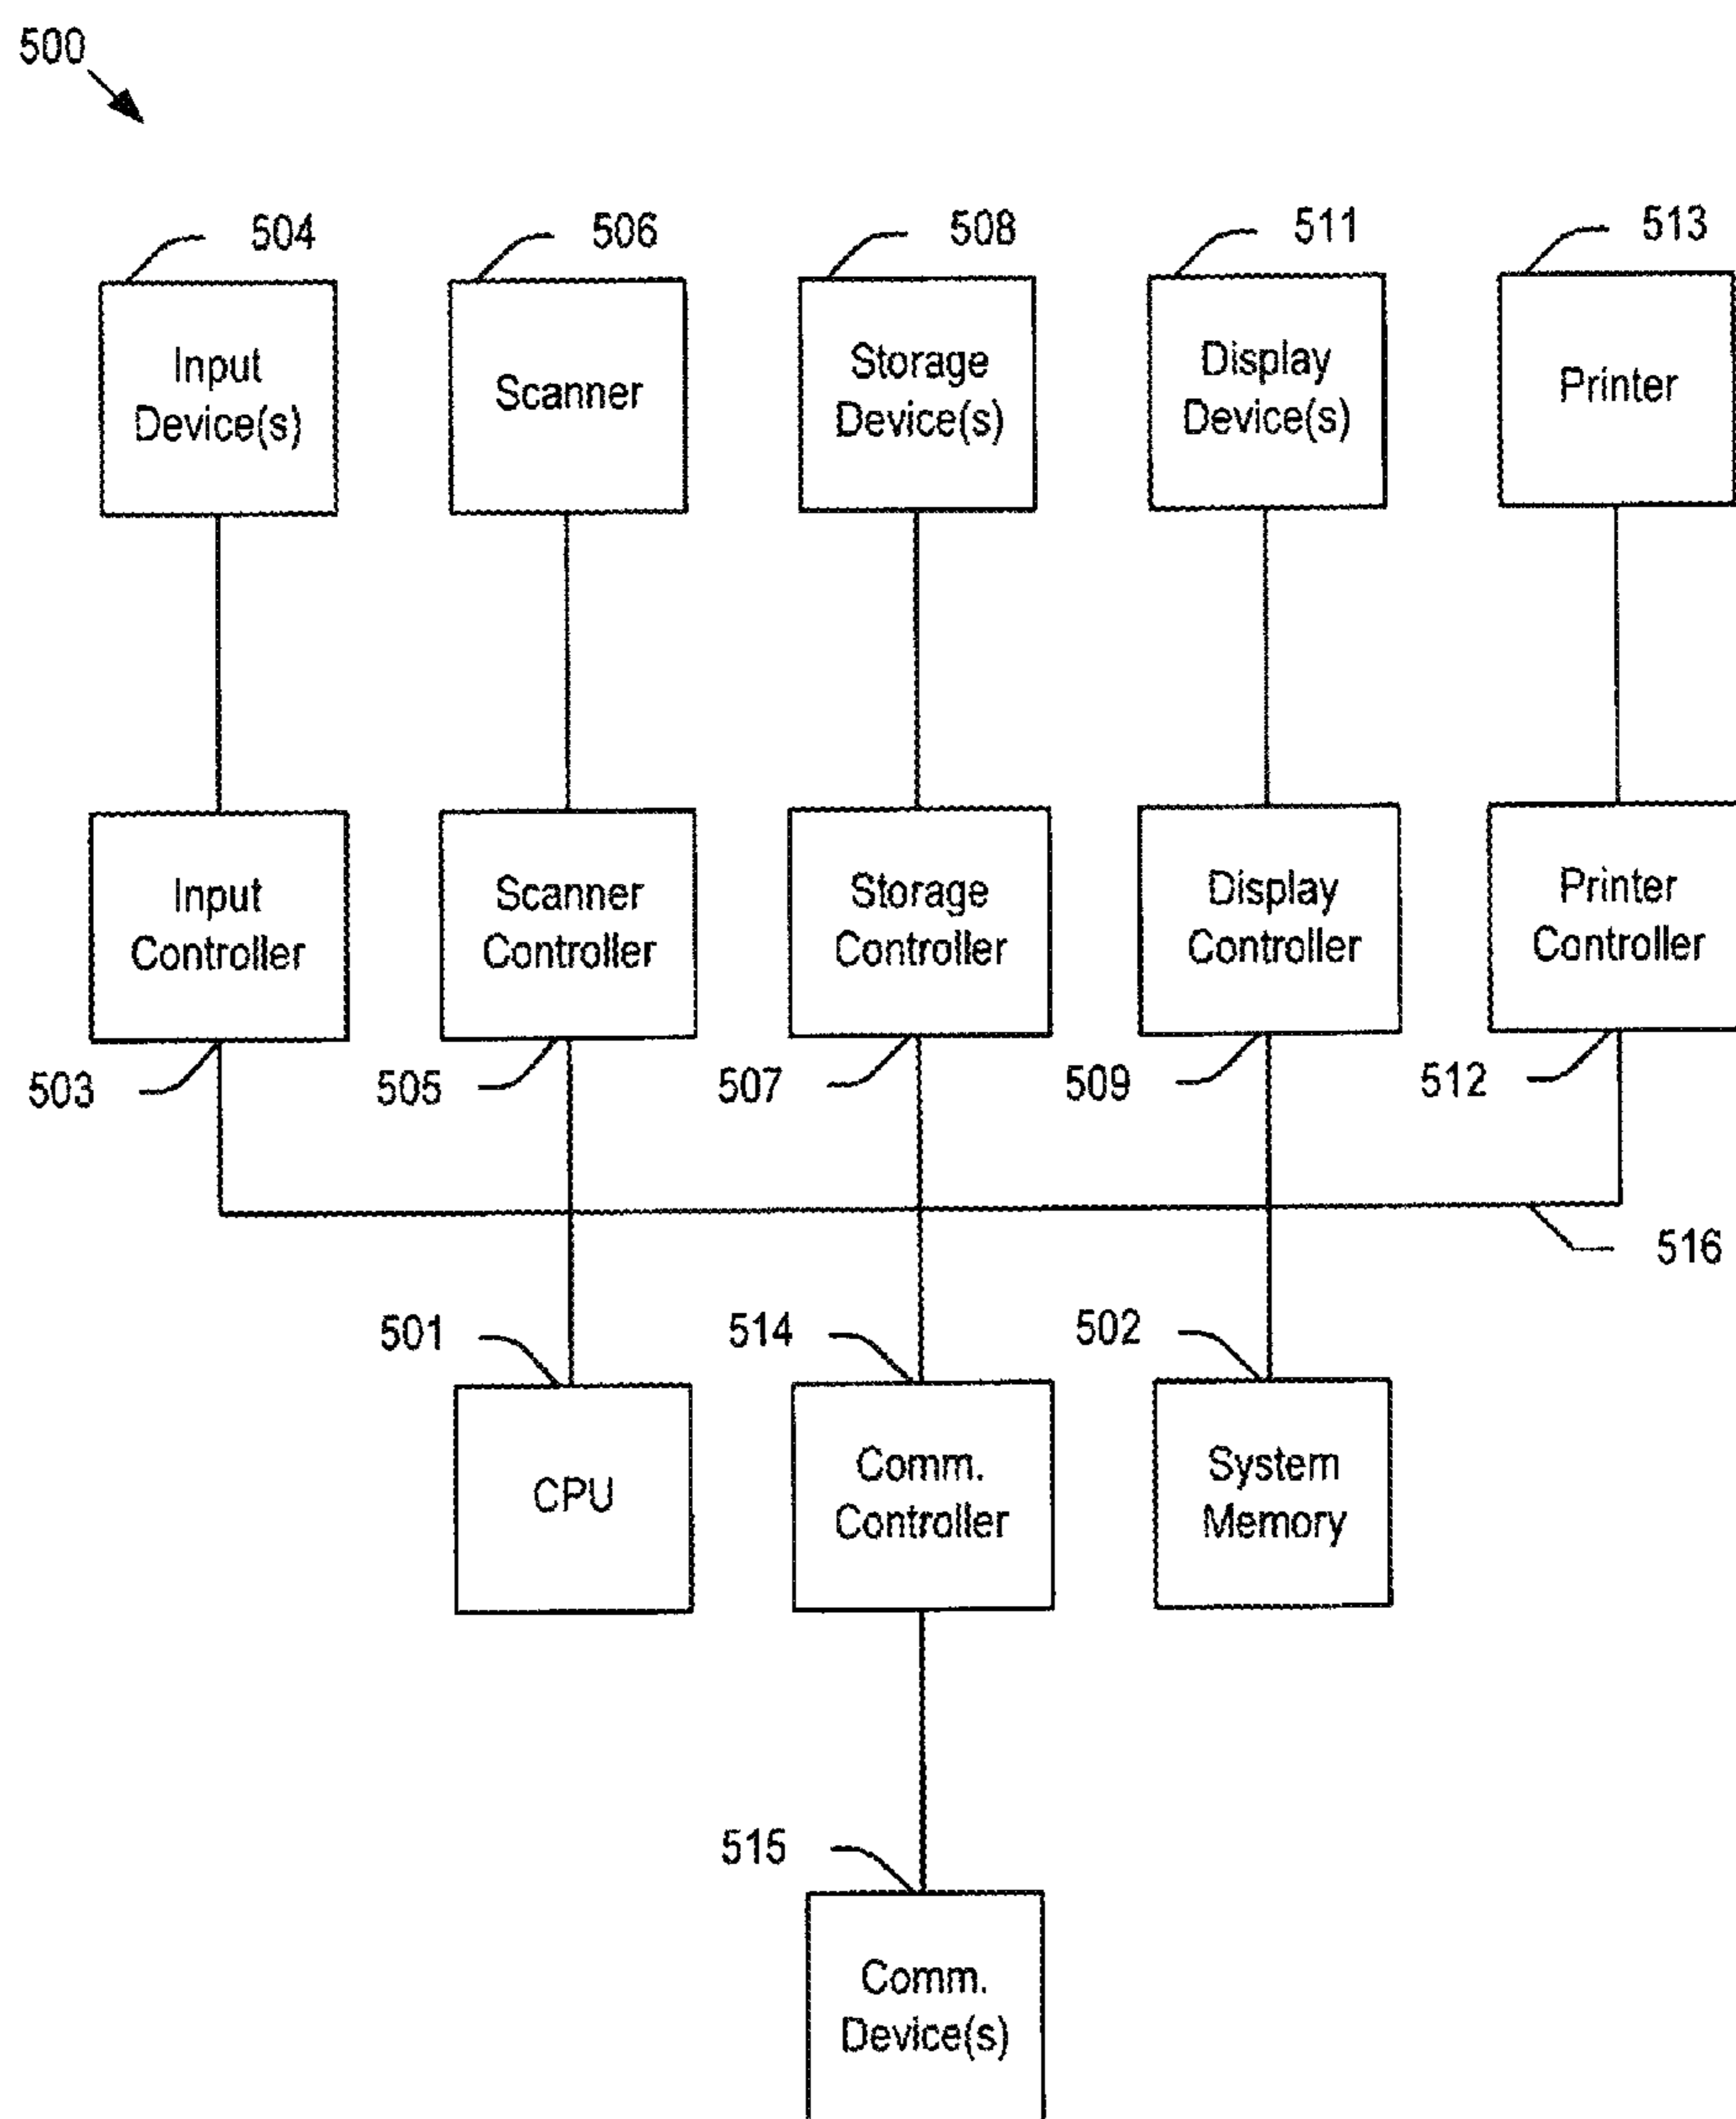 500
504
506
508
511
513
Input
Device(s)
Scanner
Storage
Device(s)
Display
Device(s)
Printer
Input
Controller
Scanner
Controller
Storage
Controller
Display
Controller
Printer
Controller
503
505
507
509
512
516
501
514
502
CPU
Comm.
Controller
System
Memory
515
Comm.
Device(s)